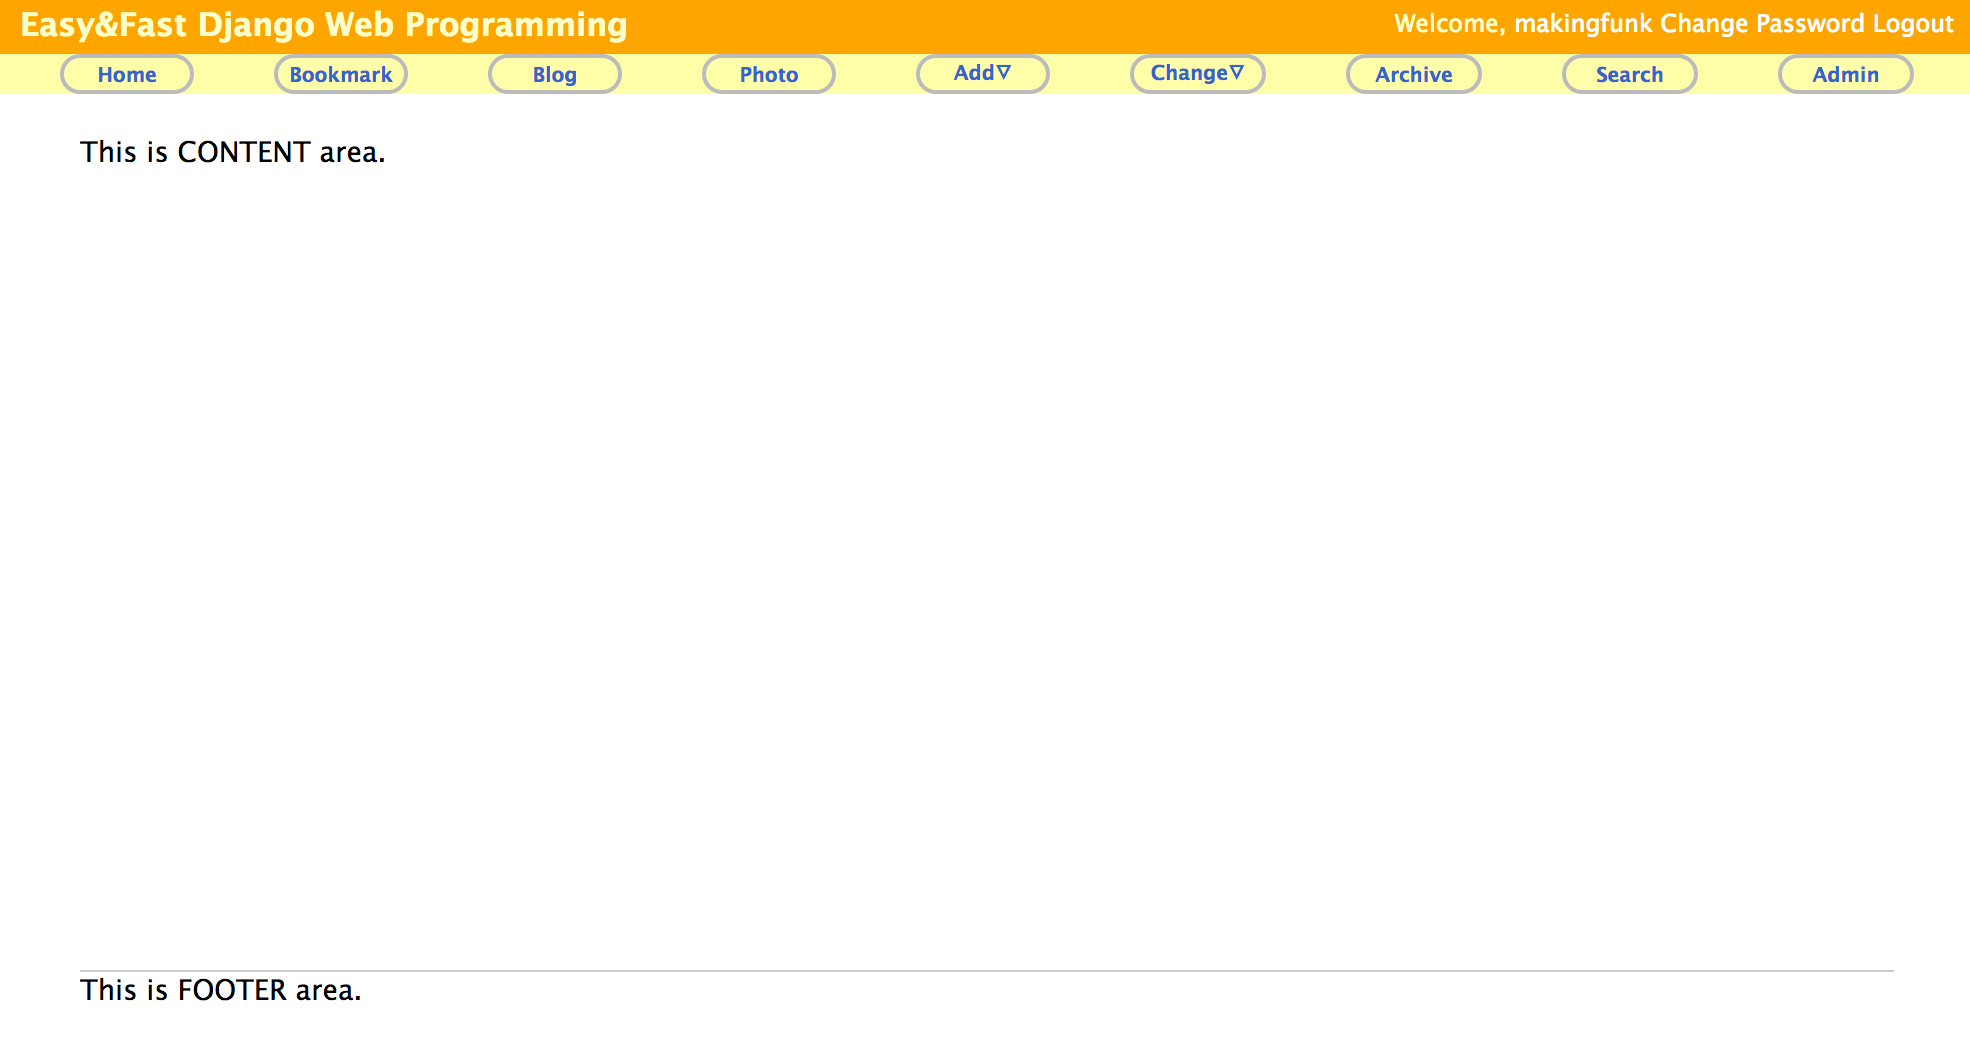 Easy&Fast Django Web Programming Welcome, makingfunk Change Password Logout
Home Bookmark Blog Photo Add▽ Change▽ Archive Search Admin
This is CONTENT area.
This is FOOTER area.